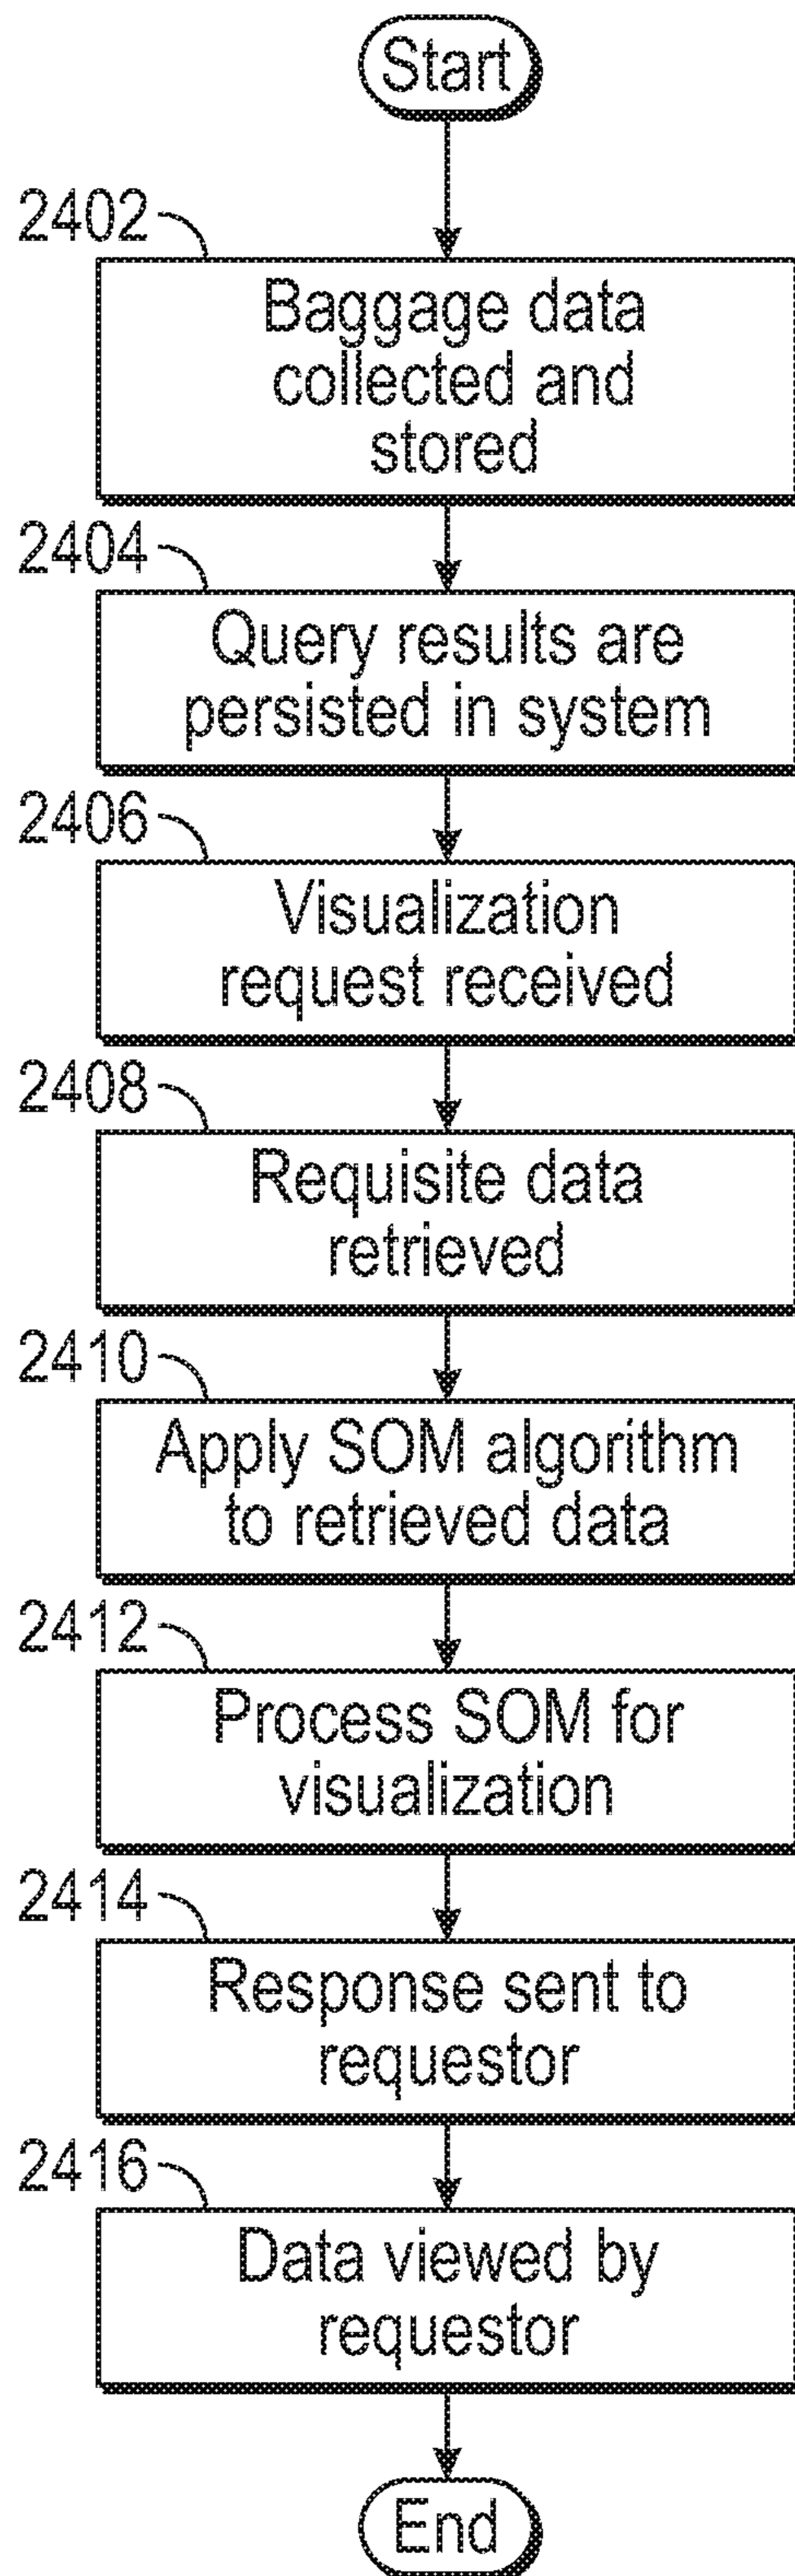 Start
2402
Baggage data
collected and
stored
2404
Query results are
persisted in system
2406
Visualization
request received
2408
Requisite data
retrieved
2410
Apply SOM algorithm
to retrieved data
2412
Process SOM for
visualization
2414
Response sent to
requestor
2416
Data viewed by
requestor
End